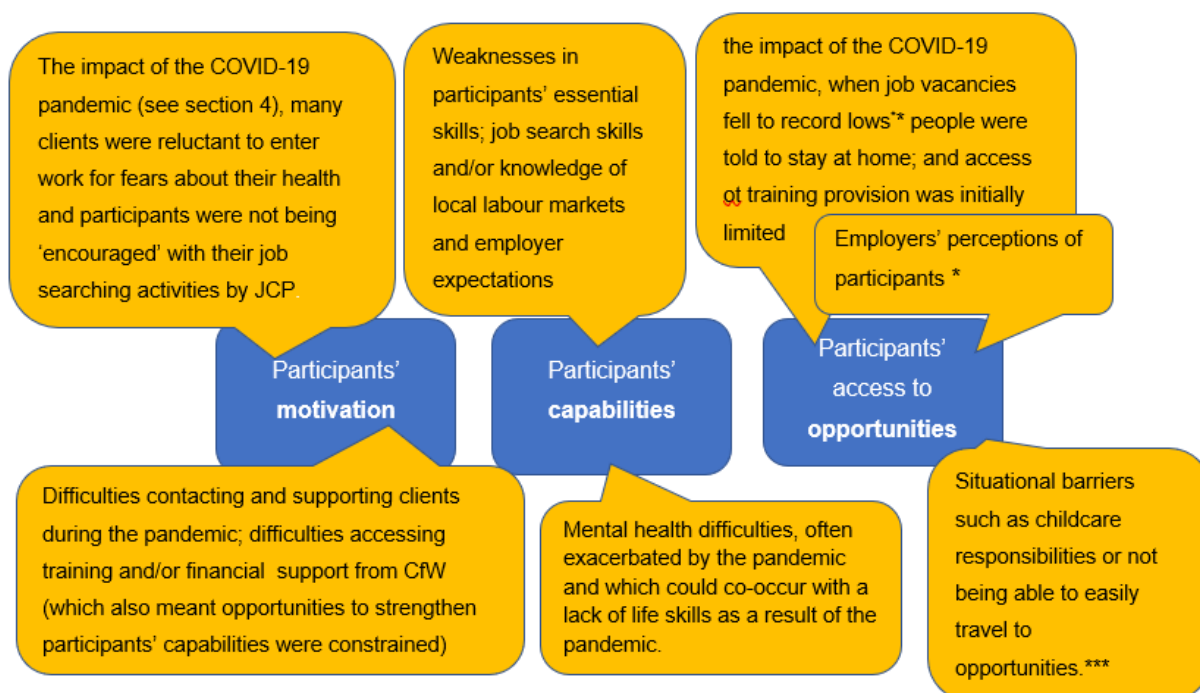 The impact of the COVID-19
pandemic (see section 4), many
clients were reluctant to enter
work for fears about their health
and participants were not being
‘encouraged’ with their job
searching activities by JCP.
Weaknesses in
participants’ essential
skills; job search skills
and/or knowledge of
local labour markets
and employer
expectations
the impact of the COVID-19
pandemic, when job vacancies
fell to record lows** people were
told to stay at home; and access
ot training provision was initially
limited
Employers’ perceptions of
participants *
Participants’
motivation
Participants’
capabilities
Participants’
access to
opportunities
Difficulties contacting and supporting clients
during the pandemic; difficulties accessing
training and/or financial support from CfW
(which also meant opportunities to strengthen
participants’ capabilities were constrained)
Mental health difficulties, often
exacerbated by the pandemic
and which could co-occur with a
lack of life skills as a result of the
pandemic.
Situational barriers
such as childcare
responsibilities or not
being able to easily
travel to
opportunities.***